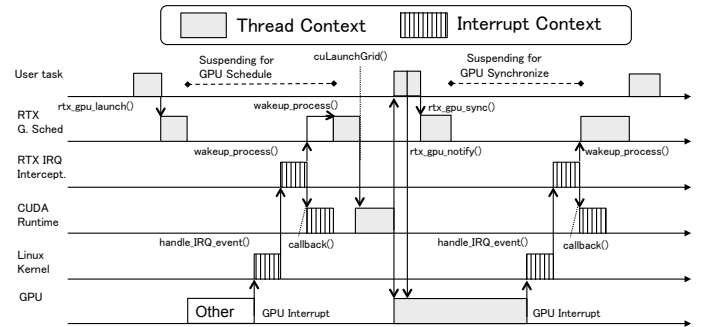 Thread Context
Interrupt Context
Suspending for
GPU Schedule
cuLaunchGrid()
Suspending for
GPU Synchronize
User task
rtx_gpu_launch()
wakeup_process()
rtx_gpu_sync()
RTX
G. Sched
wakeup_process()
rtx_gpu_notify()
wakeup_process()
RTX IRQ
Intercept.
CUDA
Runtime
handle_IRQ_event()
callback()
handle_IRQ_event()
callback()
Linux
Kernel
GPU
Other
GPU Interrupt
GPU Interrupt